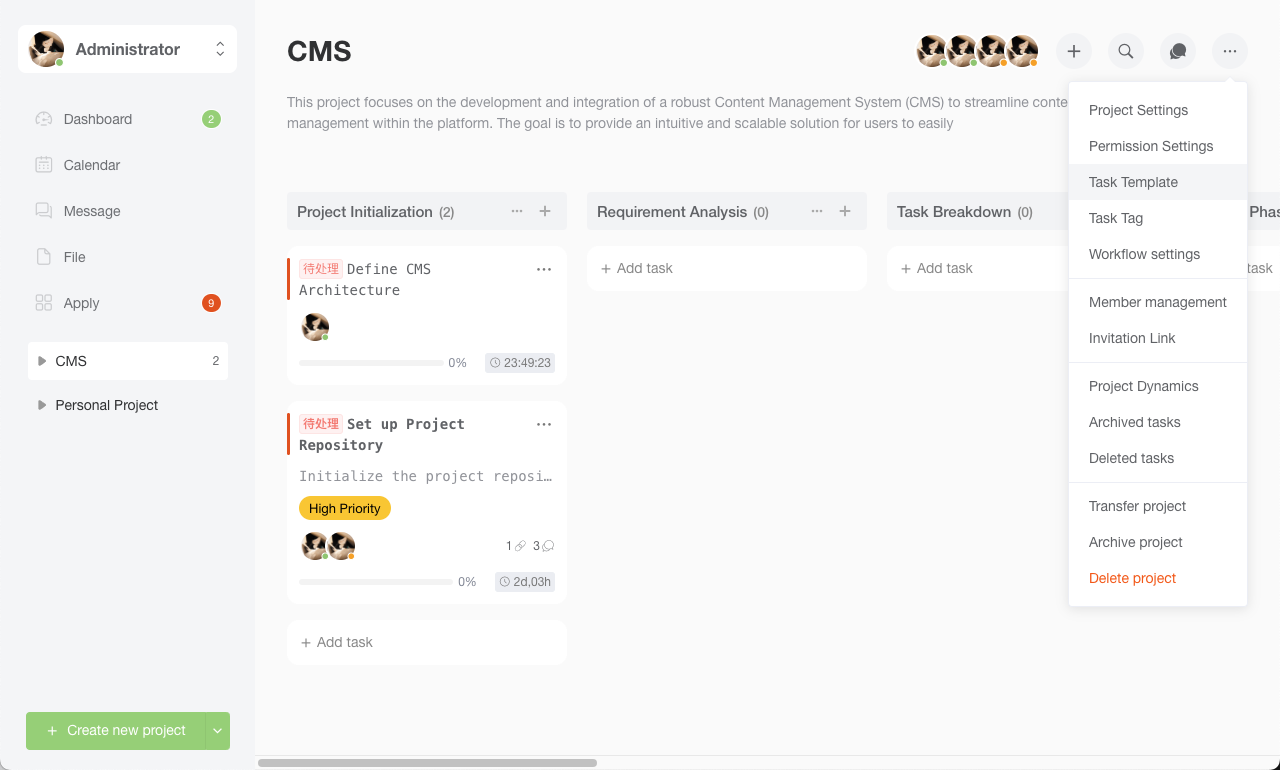 Administrator
Dashboard 2
Calendar
Message
File
Apply 9
CMS 2
Personal Project
Create new project
CMS
This project focuses on the development and integration of a robust Content Management System (CMS) to streamline conte
management within the platform. The goal is to provide an intuitive and scalable solution for users to easily
Project Initialization (2)
待处理 Define CMS
Architecture
0% 23:49:23
待处理 Set up Project
Repository
Initialize the project reposi…
High Priority
1 3
0% 2d,03h
Add task
Requirement Analysis (0)
Add task
Task Breakdown (0)
Add task
Phas
task
Project Settings
Permission Settings
Task Template
Task Tag
Workflow settings
Member management
Invitation Link
Project Dynamics
Archived tasks
Deleted tasks
Transfer project
Archive project
Delete project